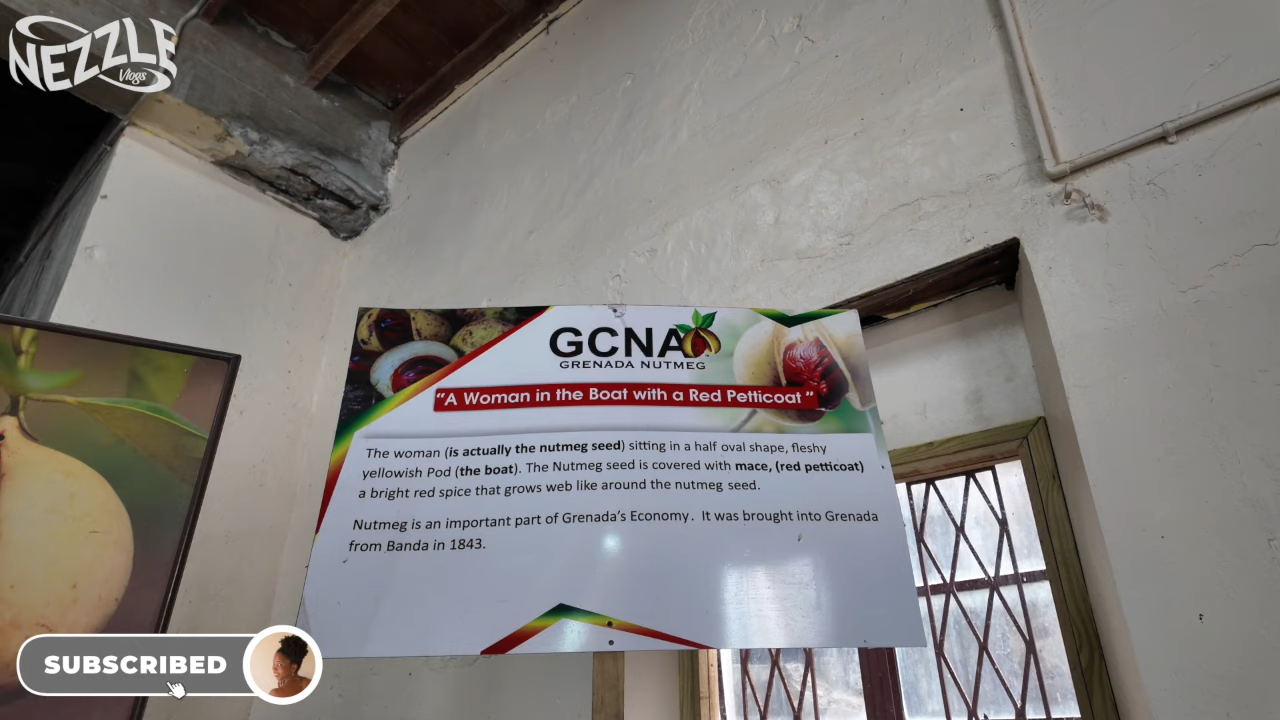 NEZZLE
Vlogs
GCNA
GRENADA NUTMEG
“A Woman in the Boat with a Red Petticoat ”
The woman (is actually the nutmeg seed) sitting in a half oval shape, fleshy
yellowish Pod (the boat). The Nutmeg seed is covered with mace, (red petticoat)
a bright red spice that grows web like around the nutmeg seed.
Nutmeg is an important part of Grenada’s Economy. It was brought into Grenada
from Banda in 1843.
SUBSCRIBED